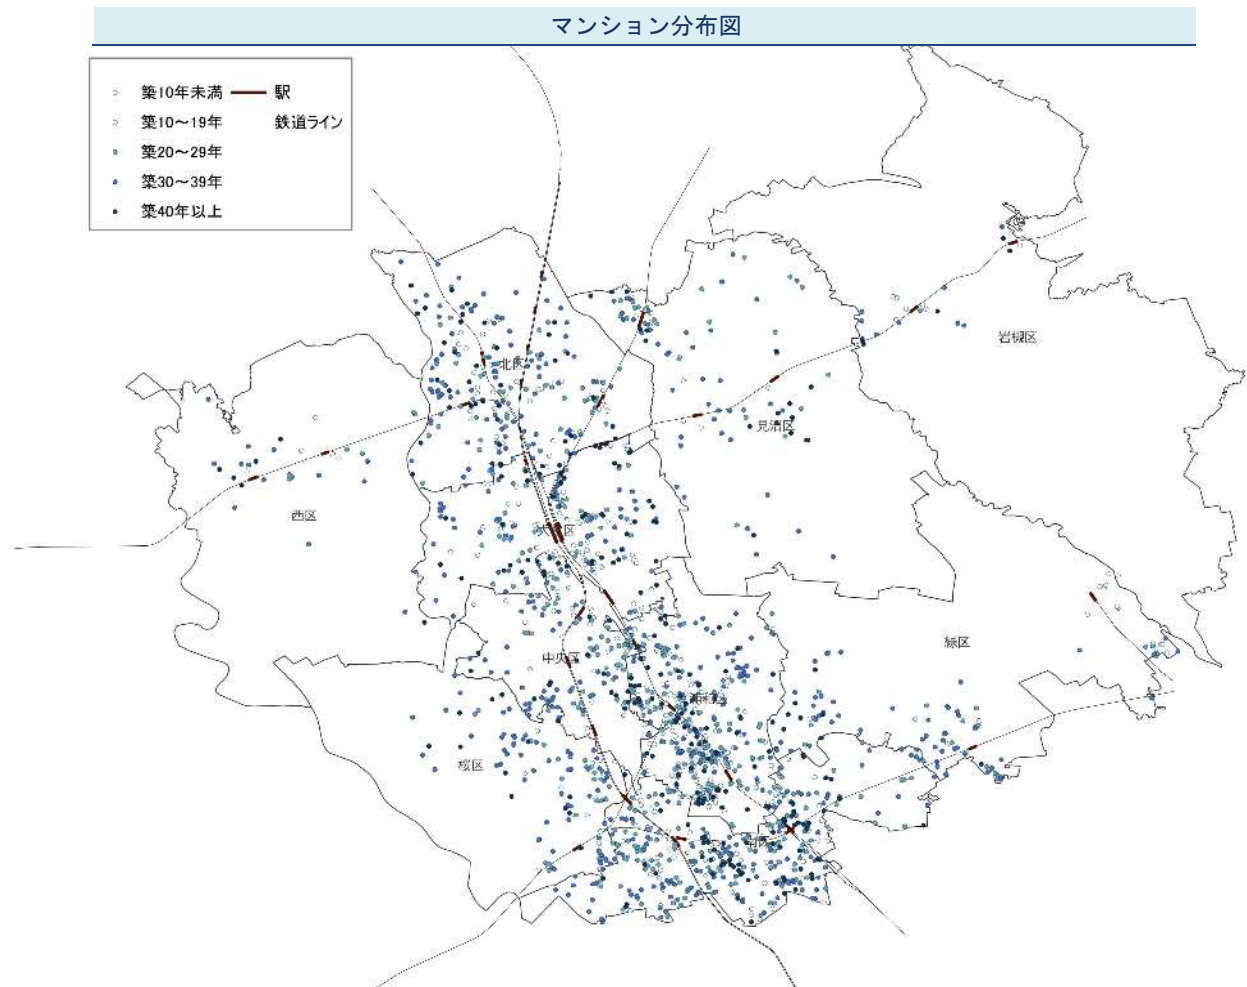 マンション分布図
築10年未満 駅
築10~19年 鉄道ライン
築20~29年
築30~39年
築40年以上
岩槻区
北区
見沼区
西区
緑区
中央区
桜区